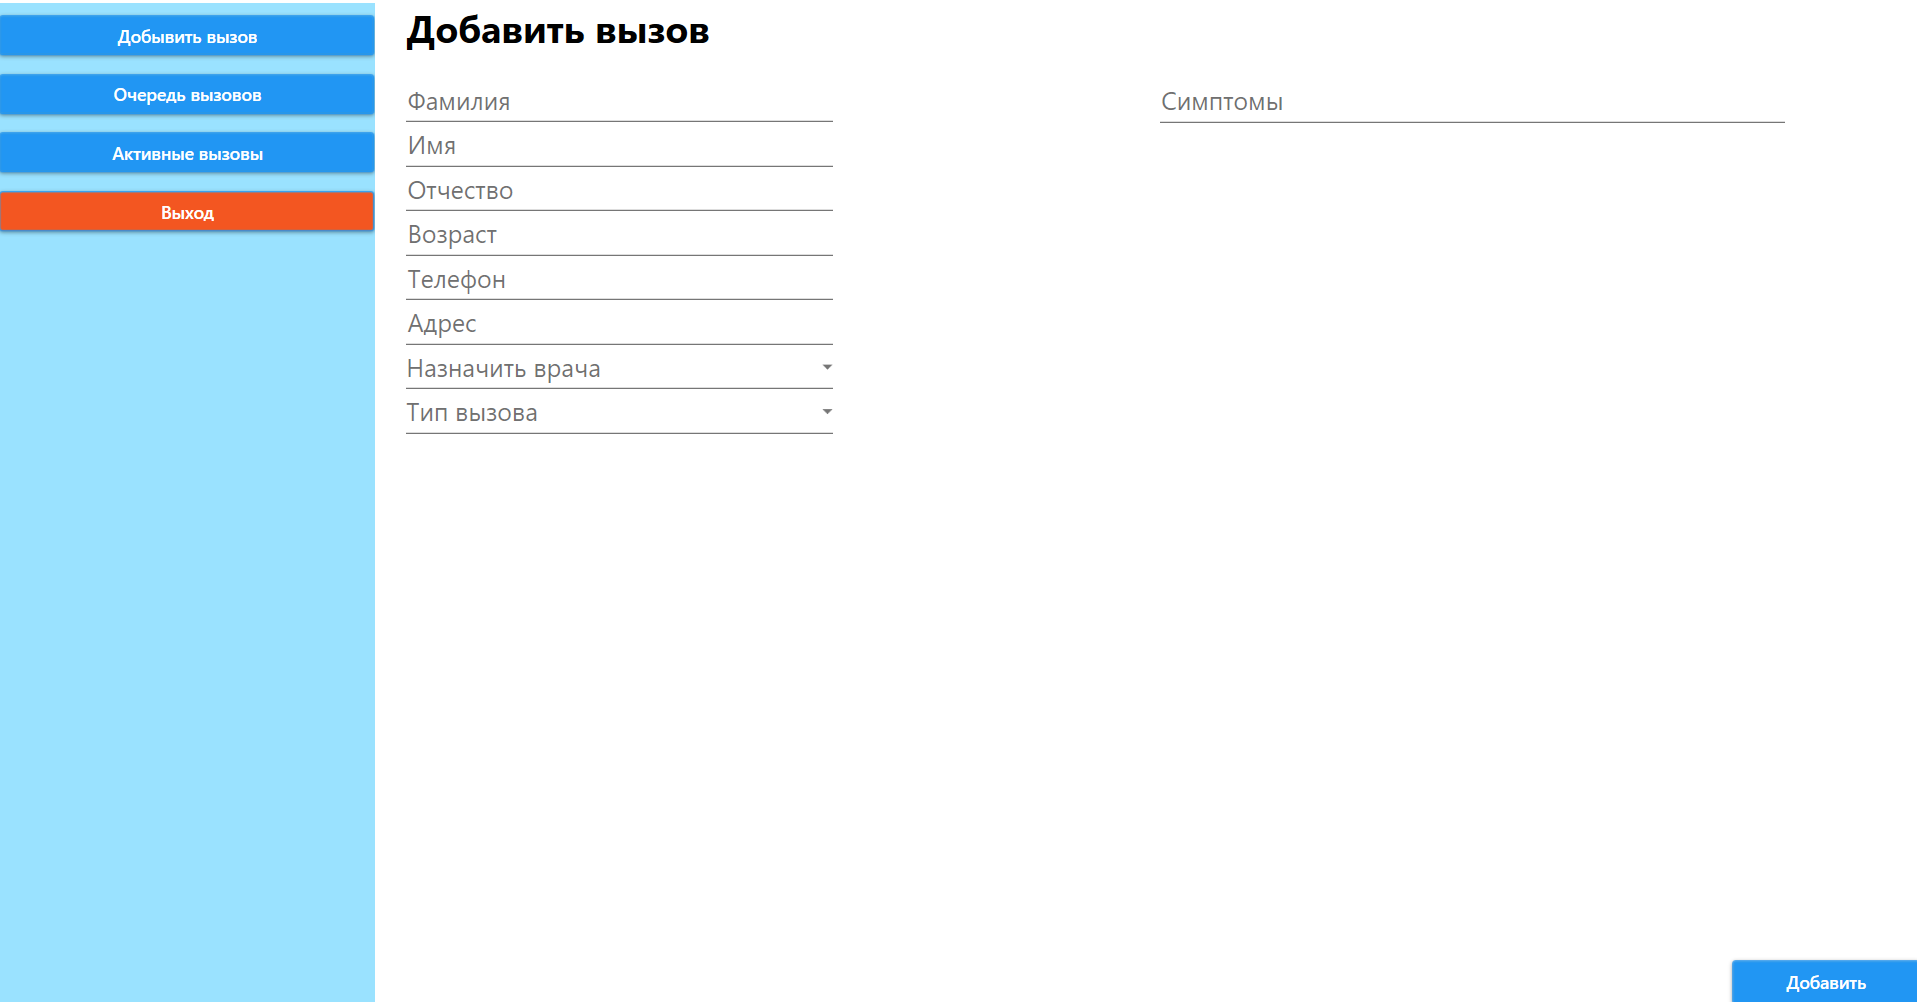 Добывить вызов
Очередь вызовов
Активные вызовы
Выход
Добавить вызов
Фамилия
Имя
Отчество
Возраст
Телефон
Адрес
Назначить врача
Тип вызова
Симптомы
Добавить